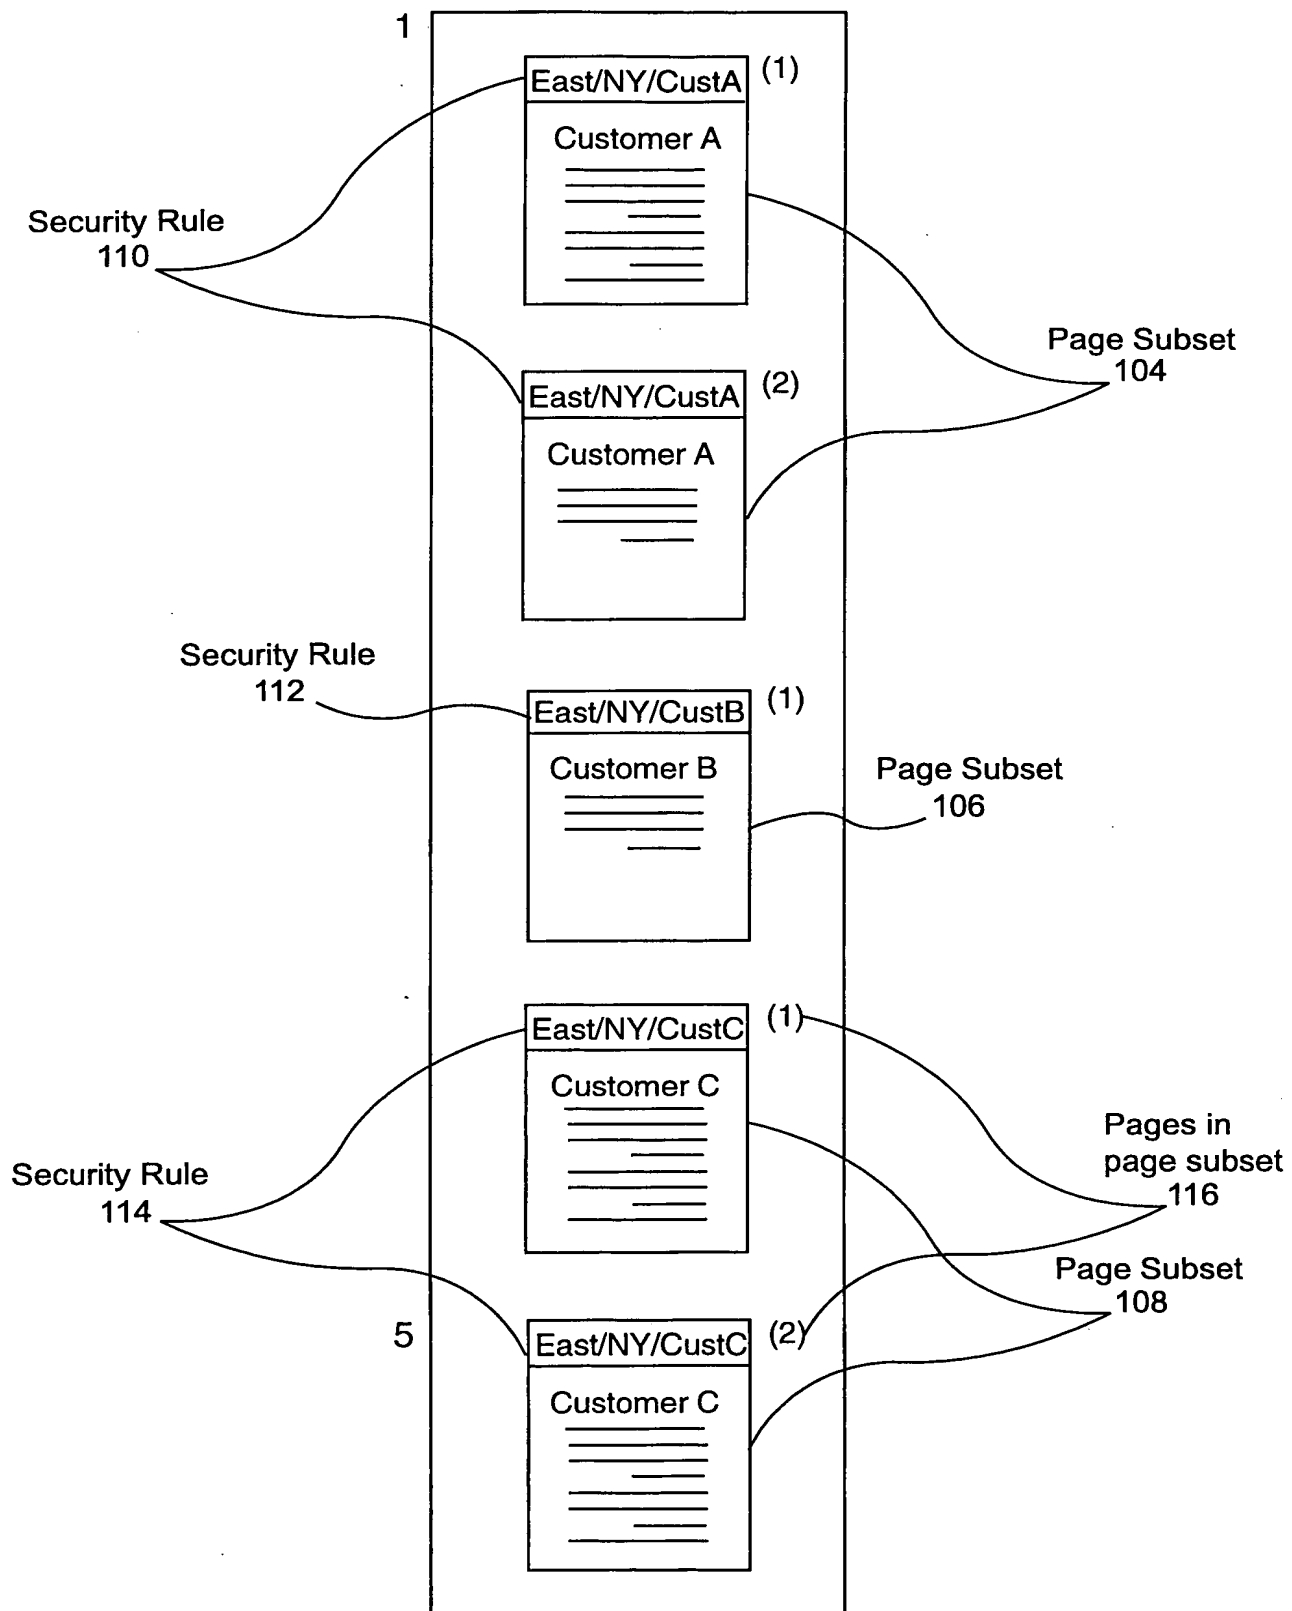 1
East/NY/CustA (1)
Customer A
Security Rule
110
Page Subset
104
East/NY/CustA (2)
Customer A
Security Rule
112
East/NY/CustB (1)
Customer B
Page Subset
106
East/NY/CustC (1)
Customer C
Security Rule
114
Pages in
page subset
116
Page Subset
108
5
East/NY/CustC (2)
Customer C